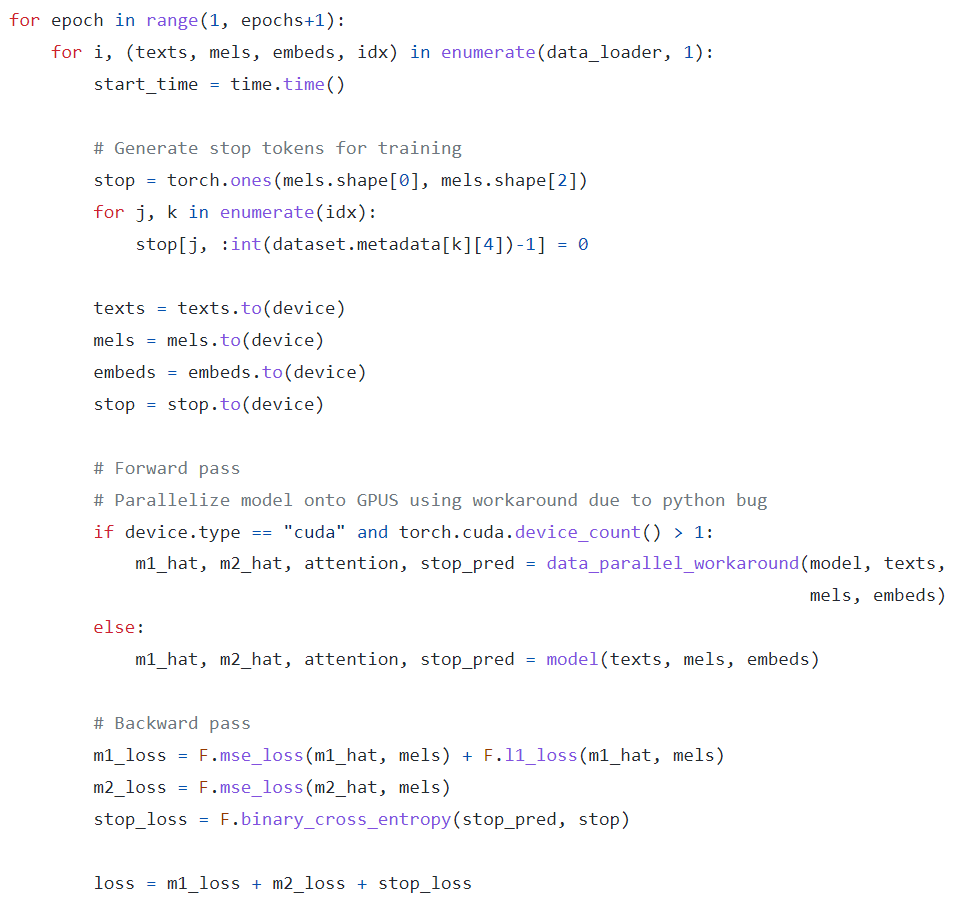 for epoch in range(1, epochs+1):
    for i, (texts, mels, embeds, idx) in enumerate(data_loader, 1):
        start_time = time.time()

        # Generate stop tokens for training
        stop = torch.ones(mels.shape[0], mels.shape[2])
        for j, k in enumerate(idx):
            stop[j, :int(dataset.metadata[k][4])-1] = 0

        texts = texts.to(device)
        mels = mels.to(device)
        embeds = embeds.to(device)
        stop = stop.to(device)

        # Forward pass
        # Parallelize model onto GPUS using workaround due to python bug
        if device.type == "cuda" and torch.cuda.device_count() > 1:
            m1_hat, m2_hat, attention, stop_pred = data_parallel_workaround(model, texts,
                                                                            mels, embeds)
        else:
            m1_hat, m2_hat, attention, stop_pred = model(texts, mels, embeds)

        # Backward pass
        m1_loss = F.mse_loss(m1_hat, mels) + F.l1_loss(m1_hat, mels)
        m2_loss = F.mse_loss(m2_hat, mels)
        stop_loss = F.binary_cross_entropy(stop_pred, stop)

        loss = m1_loss + m2_loss + stop_loss